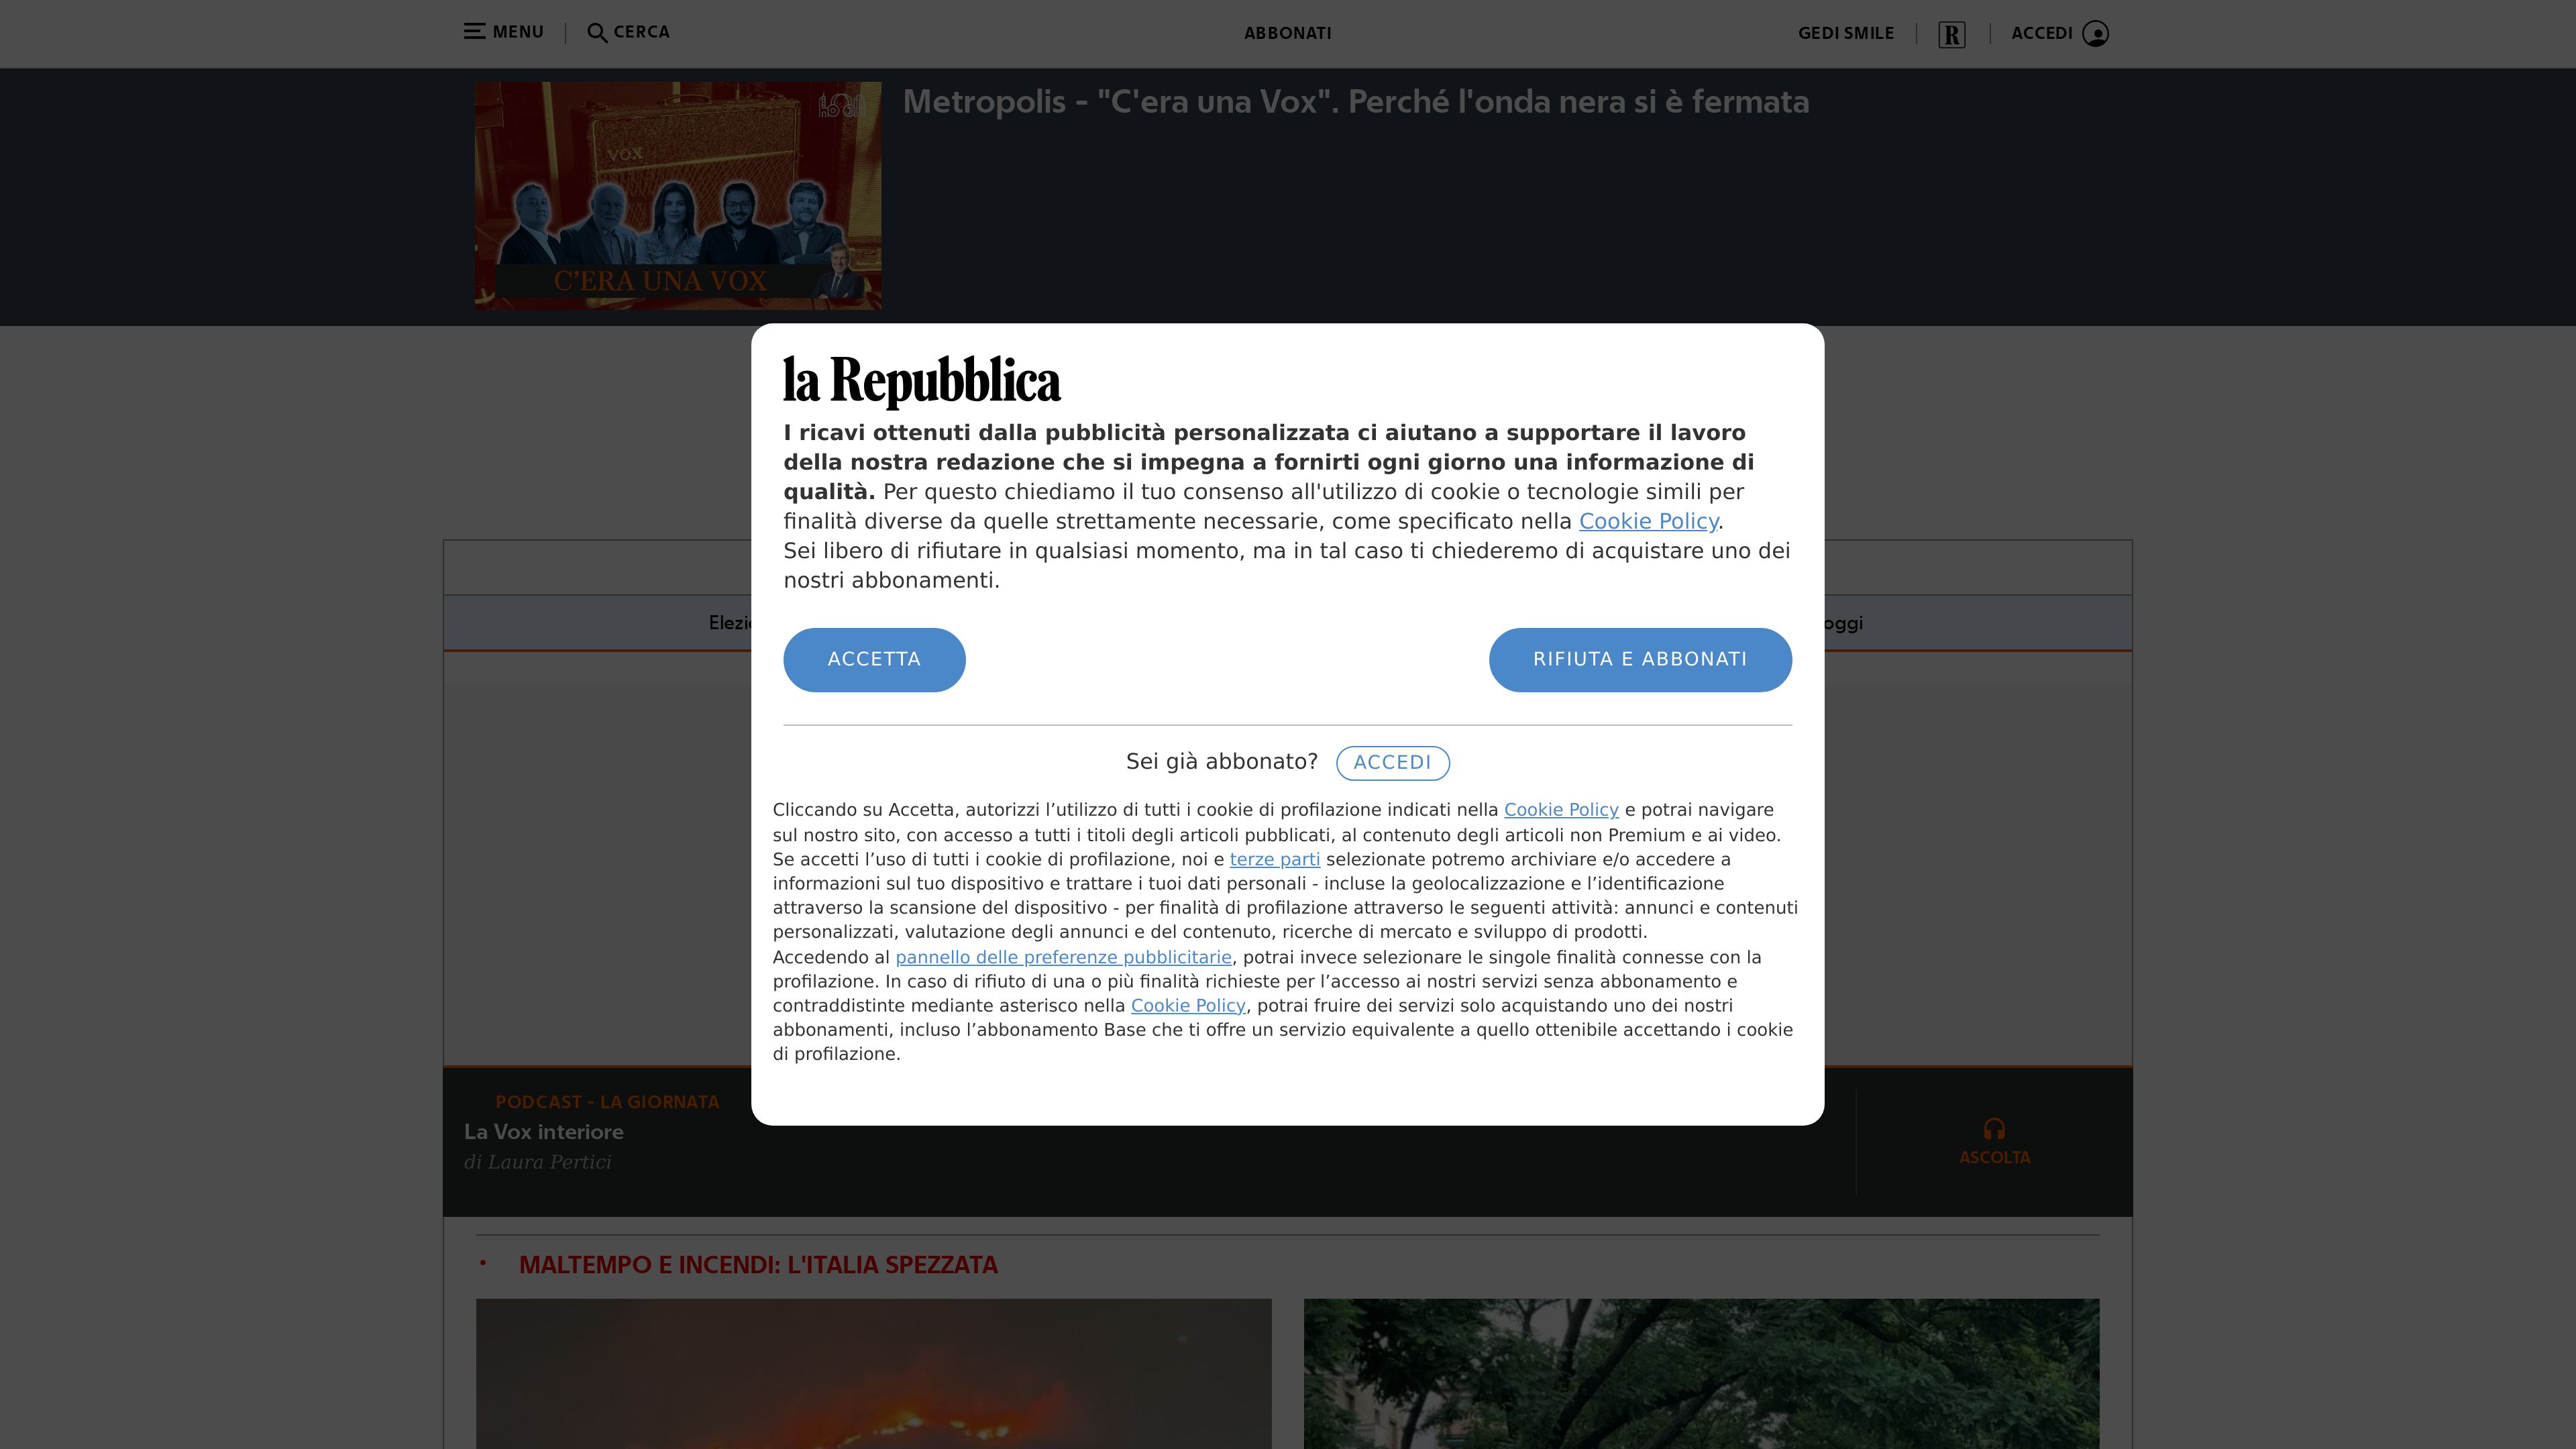 MENU
CERCA
ABBONATI
GEDI SMILE
R
ACCEDI
Metropolis - "C'era una Vox". Perché l'onda nera si è fermata
VOX
C'ERA UNA VOX
la Repubblica
I ricavi ottenuti dalla pubblicità personalizzata ci aiutano a supportare il lavoro
della nostra redazione che si impegna a fornirti ogni giorno una informazione di
qualità. Per questo chiediamo il tuo consenso all'utilizzo di cookie o tecnologie simili per
finalità diverse da quelle strettamente necessarie, come specificato nella Cookie Policy.
Sei libero di rifiutare in qualsiasi momento, ma in tal caso ti chiederemo di acquistare uno dei
nostri abbonamenti.
oggi
ACCETTA
RIFIUTA E ABBONATI
Sei già abbonato?
ACCEDI
Cliccando su Accetta, autorizzi l’utilizzo di tutti i cookie di profilazione indicati nella Cookie Policy e potrai navigare
sul nostro sito, con accesso a tutti i titoli degli articoli pubblicati, al contenuto degli articoli non Premium e ai video.
Se accetti l’uso di tutti i cookie di profilazione, noi e terze parti selezionate potremo archiviare e/o accedere a
informazioni sul tuo dispositivo e trattare i tuoi dati personali - incluse la geolocalizzazione e l’identificazione
attraverso la scansione del dispositivo - per finalità di profilazione attraverso le seguenti attività: annunci e contenuti
personalizzati, valutazione degli annunci e del contenuto, ricerche di mercato e sviluppo di prodotti.
Accedendo al pannello delle preferenze pubblicitarie, potrai invece selezionare le singole finalità connesse con la
profilazione. In caso di rifiuto di una o più finalità richieste per l’accesso ai nostri servizi senza abbonamento e
contraddistinte mediante asterisco nella Cookie Policy, potrai fruire dei servizi solo acquistando uno dei nostri
abbonamenti, incluso l’abbonamento Base che ti offre un servizio equivalente a quello ottenibile accettando i cookie
di profilazione.
PODCAST - LA GIORNATA
La Vox interiore
di Laura Pertici
ASCOLTA
MALTEMPO E INCENDI: L'ITALIA SPEZZATA